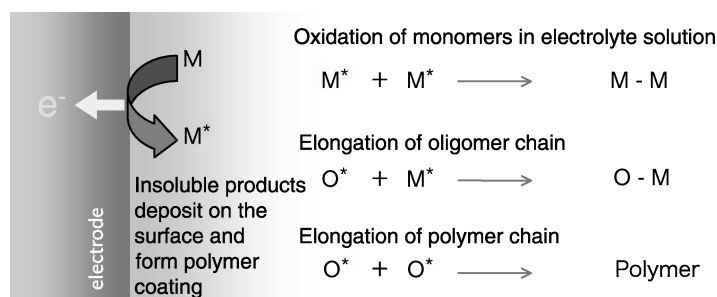 Oxidation of monomers in electrolyte solution
M
M* + M* M - M
e-
M*
Elongation of oligomer chain
Insoluble products
deposit on the
surface and
form polymer
coating
O* + M* O - M
electrode
Elongation of polymer chain
O* + O* Polymer